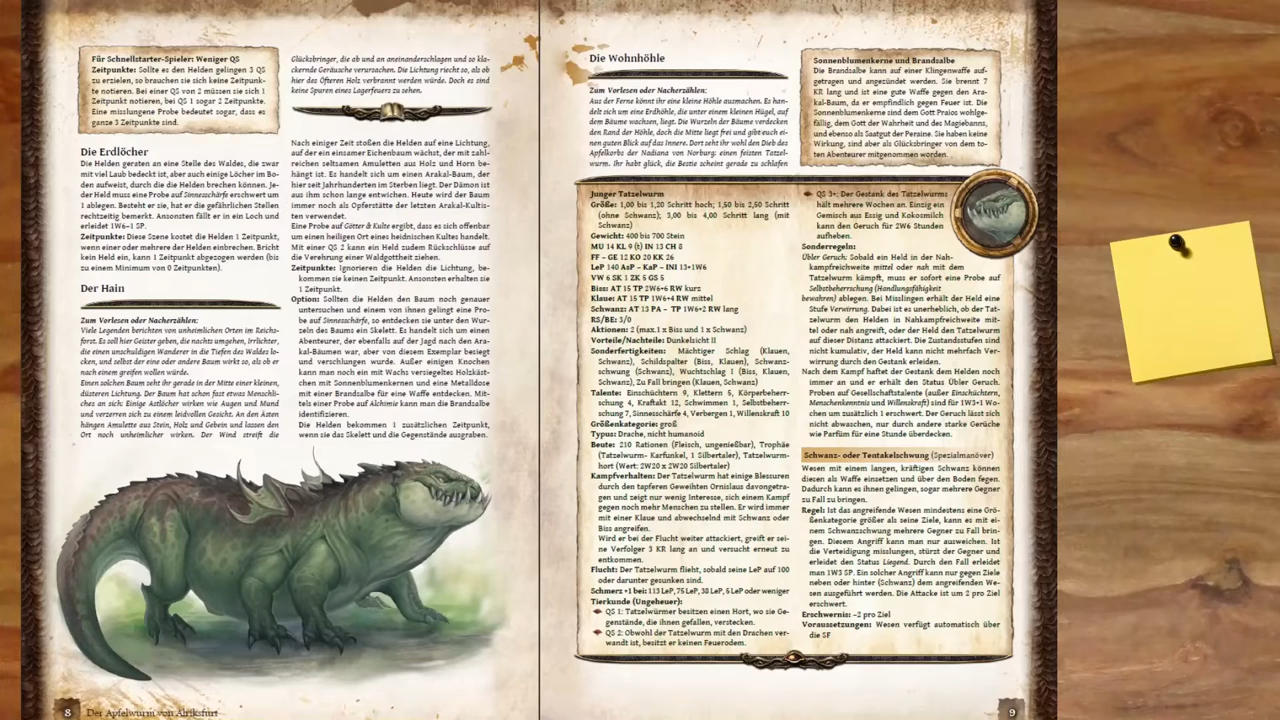 Für Schnellstarter-Spieler: Weniger QS
Zeitpunkte: Sollte es den Helden gelingen 3 QS
zu erzielen, so brauchen sie sich keine Zeitpunk-
te notieren. Bei einer QS von 2 müssen sie sich 1
Zeitpunkt notieren, bei QS 1 sogar 2 Zeitpunkte.
Eine misslungene Probe bedeutet sogar, dass es
ganze 3 Zeitpunkte sind.
Die Erdlöcher
Die Helden geraten an eine Stelle des Waldes, die zwar
mit viel Laub bedeckt ist, aber auch einige Löcher im Bo-
den aufweist, durch die die Helden brechen können. Je-
der Held muss eine Probe auf Sinnesschärfe erschwert um
1 ablegen. Besteht er sie, hat er die gefährlichen Stellen
rechtzeitig bemerkt. Ansonsten fällt er in ein Loch und
erleidet 1W6–1 SP.
Zeitpunkte: Diese Szene kostet die Helden 1 Zeitpunkt,
wenn einer oder mehrere der Helden einbrechen. Bricht
kein Held ein, kann 1 Zeitpunkt abgezogen werden (bis
zu einem Minimum von 0 Zeitpunkten).
Der Hain
Zum Vorlesen oder Nacherzählen:
Viele Legenden berichten von unheimlichen Orten im Reichs-
forst. Es soll hier Geister geben, die nachts umgehen, Irrlichter,
die einen unschuldigen Wanderer in die Tiefen des Waldes lo-
cken, und selbst der eine oder andere Baum wirkt so, als ob er
nach einem greifen wollen würde.
Einen solchen Baum seht ihr gerade in der Mitte einer kleinen,
düsteren Lichtung. Der Baum hat schon fast etwas Menschli-
ches an sich: Einige Astlöcher wirken wie Augen und Mund
und verzerren sich zu einem leidvollen Gesicht. An den Ästen
hängen Amulette aus Stein, Holz und Gebein und lassen den
Ort noch unheimlicher wirken. Der Wind streift die
Glücksbringer, die ab und an aneinanderschlagen und so kla-
ckernde Geräusche verursachen. Die Lichtung riecht so, als ob
hier des Öfteren Holz verbrannt werden würde. Doch es sind
keine Spuren eines Lagerfeuers zu sehen.
Nach einiger Zeit stoßen die Helden auf eine Lichtung,
auf der ein einsamer Eichenbaum wächst, der mit zahl-
reichen seltsamen Amuletten aus Holz und Horn be-
hängt ist. Es handelt sich um einen Arakal-Baum, der
hier seit Jahrhunderten im Sterben liegt. Der Dämon ist
aus ihm schon lange entwichen. Heute wird der Baum
immer noch als Opferstätte der letzten Arakal-Kultis-
ten verwendet.
Eine Probe auf Götter & Kulte ergibt, dass es sich offenbar
um einen heiligen Ort eines heidnischen Kultes handelt.
Mit einer QS 2 kann ein Held zudem Rückschlüsse auf
die Verehrung einer Waldgottheit ziehen.
Zeitpunkte: Ignorieren die Helden die Lichtung, be-
kommen sie keinen Zeitpunkt. Ansonsten erhalten sie
1 Zeitpunkt.
Option: Sollten die Helden den Baum noch genauer
untersuchen und einem von ihnen gelingt eine Pro-
be auf Sinnesschärfe, so entdecken sie unter den Wur-
zeln des Baums ein Skelett. Es handelt sich um einen
Abenteurer, der ebenfalls auf der Jagd nach den Ara-
kal-Bäumen war, aber von diesem Exemplar besiegt
und verschlungen wurde. Außer einigen Knochen
kann man noch ein mit Wachs versiegeltes Holzkäst-
chen mit Sonnenblumenkernen und eine Metalldose
mit einer Brandsalbe für eine Waffe entdecken. Mit-
tels einer Probe auf Alchimie kann man die Brandsalbe
identifizieren.
Die Helden bekommen 1 zusätzlichen Zeitpunkt,
wenn sie das Skelett und die Gegenstände ausgraben.
8 Der Apfelwurm von Alriksfurt
Die Wohnhöhle
Zum Vorlesen oder Nacherzählen:
Aus der Ferne könnt ihr eine kleine Höhle ausmachen. Es han-
delt sich um eine Erdhöhle, die unter einem kleinen Hügel, auf
dem Bäume wachsen, liegt. Die Wurzeln der Bäume verdecken
den Rand der Höhle, doch die Mitte liegt frei und gibt euch ei-
nen guten Blick auf das Innere. Dort seht ihr wohl den Dieb des
Apfelkorbs der Nadiana von Norburg: einen feisten Tatzel-
wurm. Ihr habt glück, die Bestie scheint gerade zu schlafen
Sonnenblumenkerne und Brandsalbe
Die Brandsalbe kann auf einer Klingenwaffe auf-
getragen und angezündet werden. Sie brennt 7
KR lang und ist eine gute Waffe gegen den Ara-
kal-Baum, da er empfindlich gegen Feuer ist. Die
Sonnenblumenkerne sind dem Gott Praios wohlge-
fällig, dem Gott der Wahrheit und des Magiebanns,
und ebenso als Saatgut der Peraine. Sie haben keine
Wirkung, sind aber als Glücksbringer von dem to-
ten Abenteurer mitgenommen worden.
Junger Tatzelwurm
Größe: 1,00 bis 1,20 Schritt hoch; 1,50 bis 2,50 Schritt
(ohne Schwanz); 3,00 bis 4,00 Schritt lang (mit
Schwanz)
Gewicht: 400 bis 700 Stein
MU 14 KL 9 (t) IN 13 CH 8
FF – GE 12 KO 20 KK 26
LeP 140 AsP – KaP – INI 13+1W6
VW 6 SK 1 ZK 5 GS 5
Biss: AT 15 TP 2W6+6 RW kurz
Klaue: AT 15 TP 1W6+4 RW mittel
Schwanz: AT 13 PA – TP 1W6+2 RW lang
RS/BE: 3/0
Aktionen: 2 (max.1 x Biss und 1 x Schwanz)
Vorteile/Nachteile: Dunkelsicht II
Sonderfertigkeiten: Mächtiger Schlag (Klauen,
Schwanz), Schildspalter (Biss, Klauen), Schwanz-
schwung (Schwanz), Wuchtschlag I (Biss, Klauen,
Schwanz), Zu Fall bringen (Klauen, Schwanz)
Talente: Einschüchtern 9, Klettern 5, Körperbeherr-
schung 4, Kraftakt 12, Schwimmen 1, Selbstbeherr-
schung 7, Sinnesschärfe 4, Verbergen 1, Willenskraft 10
Größenkategorie: groß
Typus: Drache, nicht humanoid
Beute: 210 Rationen (Fleisch, ungenießbar), Trophäe
(Tatzelwurm- Karfunkel, 1 Silbertaler), Tatzelwurm-
hort (Wert: 2W20 x 2W20 Silbertaler)
Kampfverhalten: Der Tatzelwurm hat einige Blessuren
durch den tapferen Geweihten Ornislaus davongetra-
gen und zeigt nur wenig Interesse, sich einem Kampf
gegen noch mehr Menschen zu stellen. Er wird immer
mit einer Klaue und abwechselnd mit Schwanz oder
Biss angreifen.
Wird er bei der Flucht weiter attackiert, greift er sei-
ne Verfolger 3 KR lang an und versucht erneut zu
entkommen.
Flucht: Der Tatzelwurm flieht, sobald seine LeP auf 100
oder darunter gesunken sind.
Schmerz +1 bei: 113 LeP, 75 LeP, 38 LeP, 5 LeP oder weniger
Tierkunde (Ungeheuer):
QS 1: Tatzelwürmer besitzen einen Hort, wo sie Ge-
genstände, die ihnen gefallen, verstecken.
QS 2: Obwohl der Tatzelwurm mit den Drachen ver-
wandt ist, besitzt er keinen Feuerodem.
QS 3+: Der Gestank des Tatzelwurms
hält mehrere Wochen an. Einzig ein
Gemisch aus Essig und Kokosmilch
kann den Geruch für 2W6 Stunden
aufheben.
Sonderregeln:
Übler Geruch: Sobald ein Held in der Nah-
kampfreichweite mittel oder nah mit dem
Tatzelwurm kämpft, muss er sofort eine Probe auf
Selbstbeherrschung (Handlungsfähigkeit
bewahren) ablegen. Bei Misslingen erhält der Held eine
Stufe Verwirrung. Dabei ist es unerheblich, ob der Tat-
zelwurm den Helden in Nahkampfreichweite mit-
tel oder nah angreift, oder der Held den Tatzelwurm
auf dieser Distanz attackiert. Die Zustandsstufen sind
nicht kumulativ, der Held kann nicht mehrfach Ver-
wirrung durch den Gestank erleiden.
Nach dem Kampf haftet der Gestank dem Helden noch
immer an und er erhält den Status Übler Geruch.
Proben auf Gesellschaftstalente (außer Einschüchtern,
Menschenkenntnis und Willenskraft) sind für 1W3+1 Wo-
chen um zusätzlich 1 erschwert. Der Geruch lässt sich
nicht abwaschen, nur durch andere starke Gerüche
wie Parfüm für eine Stunde überdecken.
Schwanz- oder Tentakelschwung (Spezialmanöver)
Wesen mit einem langen, kräftigen Schwanz können
diesen als Waffe einsetzen und über den Boden fegen.
Dadurch kann es ihnen gelingen, sogar mehrere Gegner
zu Fall zu bringen.
Regel: Ist das angreifende Wesen mindestens eine Grö-
ßenkategorie größer als seine Ziele, kann es mit ei-
nem Schwanzschwung mehrere Gegner zu Fall brin-
gen. Diesem Angriff kann man nur ausweichen. Ist
die Verteidigung misslungen, stürzt der Gegner und
erleidet den Status Liegend. Durch den Fall erleidet
man 1W3 SP. Ein solcher Angriff kann nur gegen Ziele
neben oder hinter (Schwanz) dem angreifenden We-
sen ausgeführt werden. Die Attacke ist um 2 pro Ziel
erschwert.
Erschwernis: –2 pro Ziel
Voraussetzungen: Wesen verfügt automatisch über
die SF
9